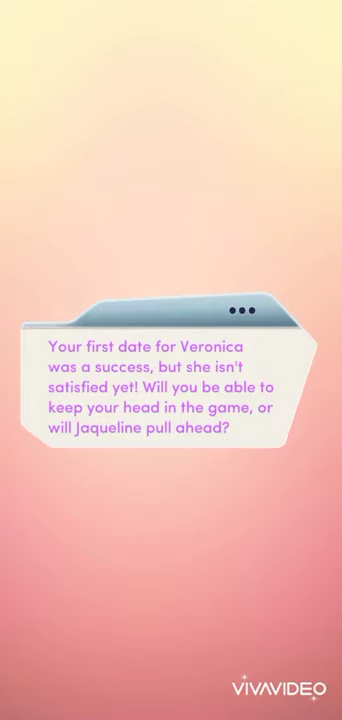 Your first date for Veronica
was a success, but she isn't
satisfied yet! Will you be able to
keep your head in the game, or
will Jaqueline pull ahead?
VIVAVIDEO